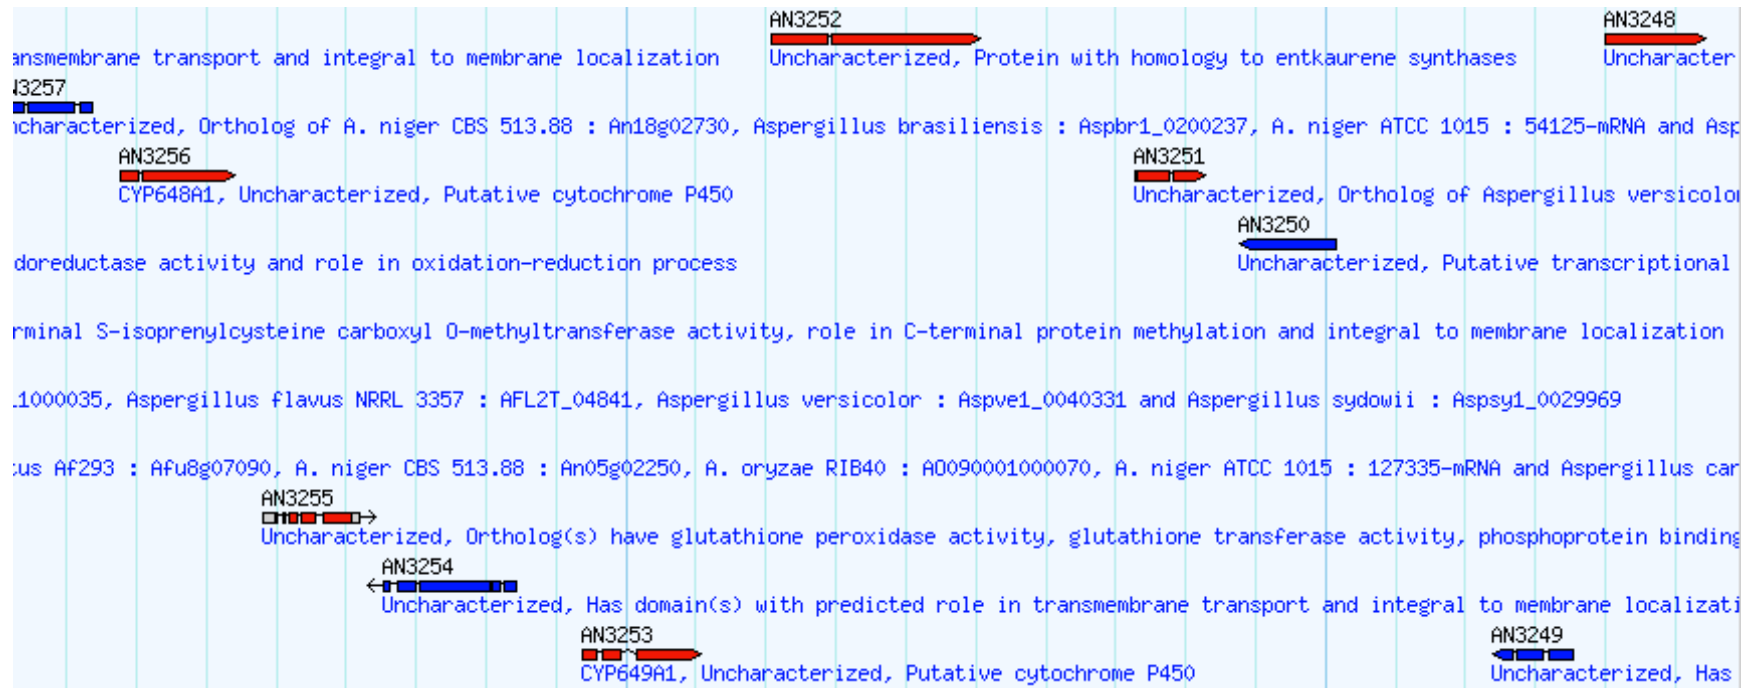 AN3252 AN3248
ansmembrane transport and integral to membrane localization Uncharacterized, Protein with homology to entkaurene synthases Uncharacter
N3257
ncharacterized, Ortholog of A. niger CBS 513.88 : An18g02730, Aspergillus brasiliensis : Aspbr1_0200237, A. niger ATCC 1015 : 54125-mRNA and Asp
AN3256 AN3251
CYP648A1, Uncharacterized, Putative cytochrome P450 Uncharacterized, Ortholog of Aspergillus versicolo
AN3250
doreductase activity and role in oxidation-reduction process Uncharacterized, Putative transcriptional
rminal S-isoprenylcysteine carboxyl O-methyltransferase activity, role in C-terminal protein methylation and integral to membrane localization
1000035, Aspergillus flavus NRRL 3357 : AFL2T_04841, Aspergillus versicolor : Aspve1_0040331 and Aspergillus sydowii : Aspsy1_0029969
tus Af293 : Afu8g07090, A. niger CBS 513.88 : An05g02250, A. oryzae RIB40 : AO090001000070, A. niger ATCC 1015 : 127335-mRNA and Aspergillus car
AN3255
Uncharacterized, Ortholog(s) have glutathione peroxidase activity, glutathione transferase activity, phosphoprotein binding
AN3254
Uncharacterized, Has domain(s) with predicted role in transmembrane transport and integral to membrane localizati
AN3253 AN3249
CYP649A1, Uncharacterized, Putative cytochrome P450 Uncharacterized, Has